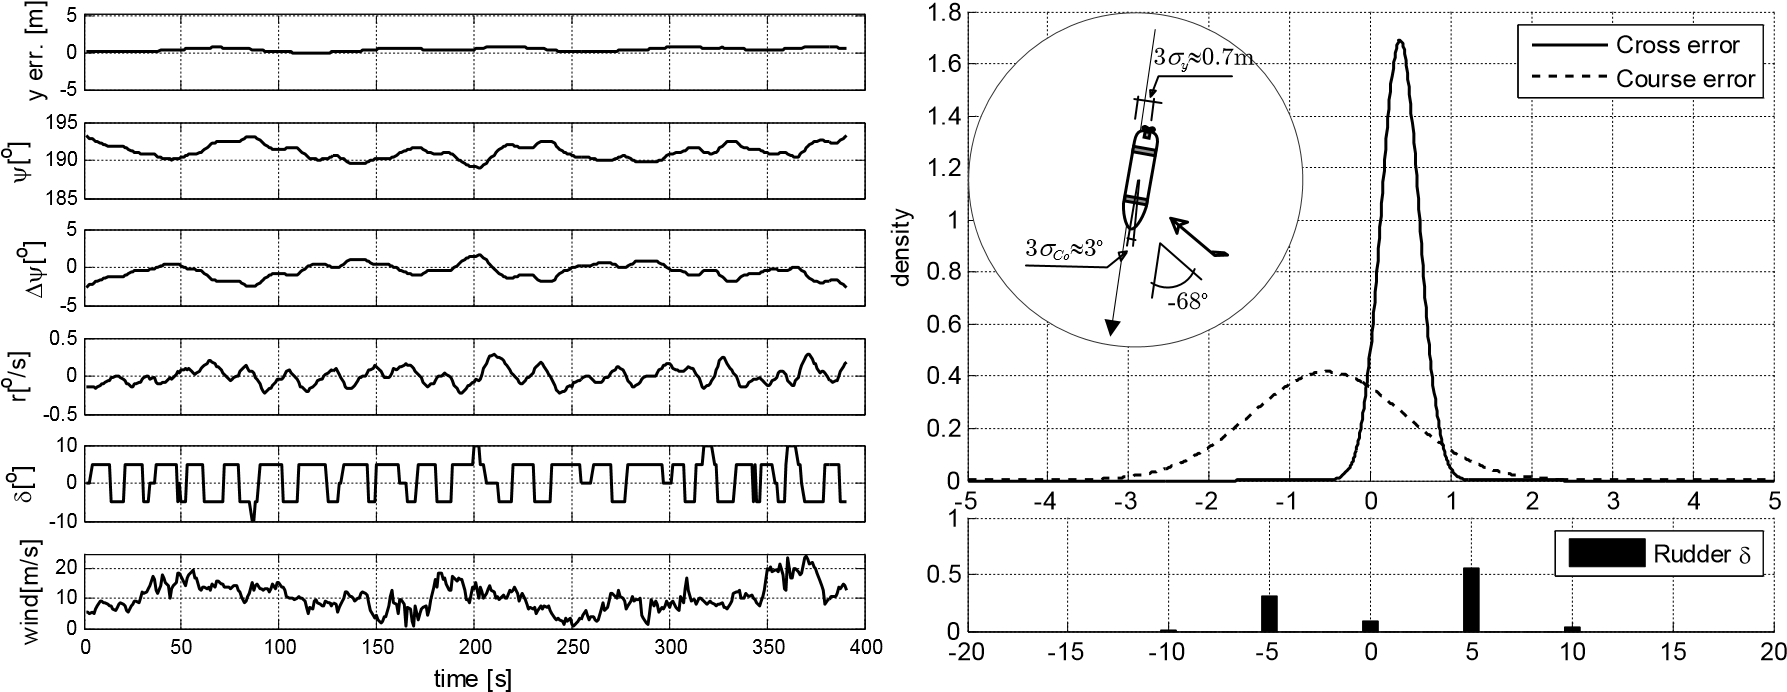 y err. [m]
5
0
-5
ψ[°]
195
190
185
Δψ[°]
5
0
-5
r[°/s]
0.5
0
-0.5
δ[°]
10
0
-10
wind[m/s]
20
10
0
0 50 100 150 200 250 300 350 400
time [s]
density
1.8
1.6
1.4
1.2
1
0.8
0.6
0.4
0.2
0
-5 -4 -3 -2 -1 0 1 2 3 4 5
Cross error
Course error
3σy≈0.7m
3σCo≈3°
-68°
1
0.5
0
Rudder δ
-20 -15 -10 -5 0 5 10 15 20